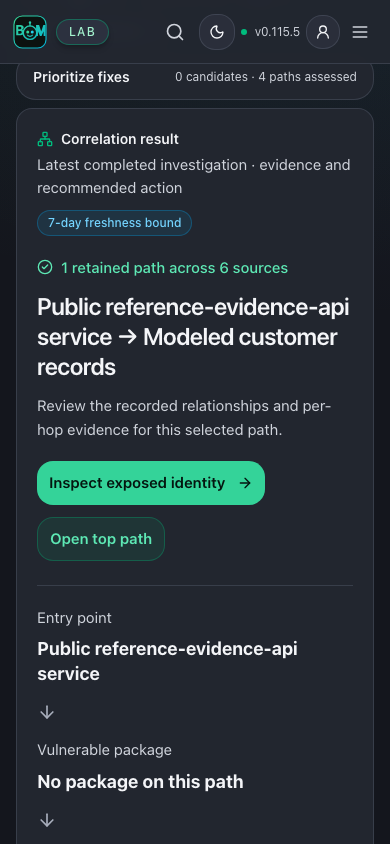 BOM LAB v0.115.5
Prioritize fixes 0 candidates · 4 paths assessed
Correlation result
Latest completed investigation · evidence and
recommended action
7-day freshness bound
1 retained path across 6 sources
Public reference-evidence-api
service → Modeled customer
records
Review the recorded relationships and per-
hop evidence for this selected path.
Inspect exposed identity →
Open top path
Entry point
Public reference-evidence-api
service
↓
Vulnerable package
No package on this path
↓